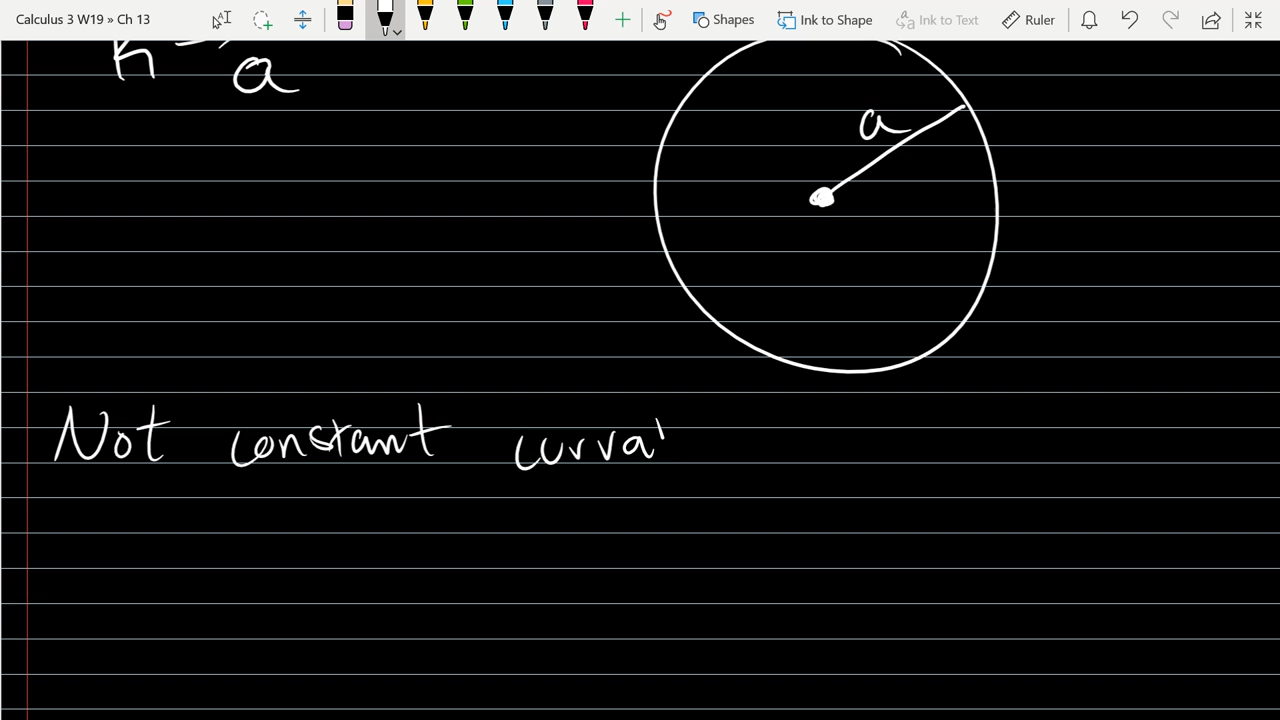 Calculus 3 W19 » Ch 13
Shapes
Ink to Shape
Ink to Text
Ruler
a
a
Not constant curva